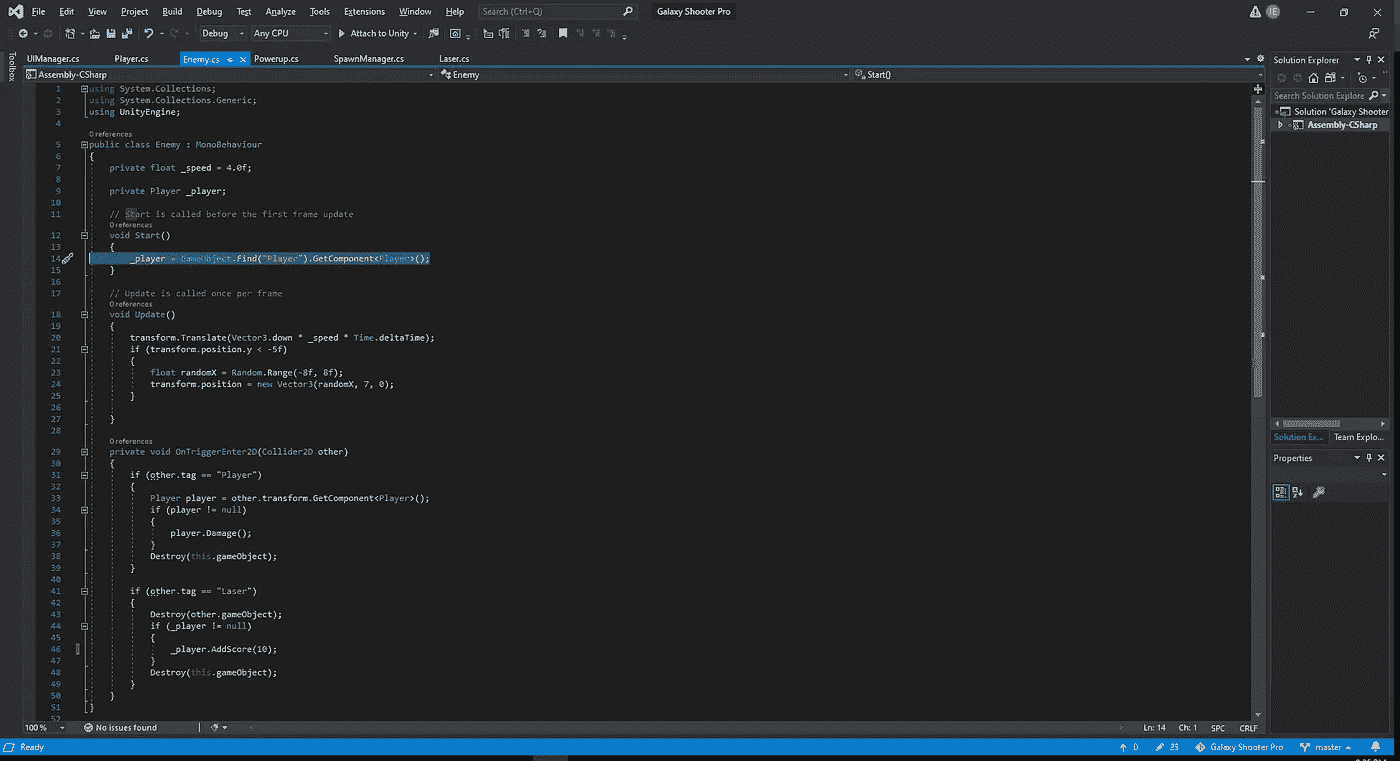 File Edit View Project Build Debug Test Analyze Tools Extensions Window Help Search (Ctrl+Q) Galaxy Shooter Pro IE
Debug Any CPU Attach to Unity
Toolbox
UIManager.cs Player.cs Enemy.cs Powerup.cs SpawnManager.cs Laser.cs
Assembly-CSharp Enemy Start()
1 using System.Collections;
2 using System.Collections.Generic;
3 using UnityEngine;
4
0 references
5 public class Enemy : MonoBehaviour
6 {
7 private float _speed = 4.0f;
8
9 private Player _player;
10
11 // Start is called before the first frame update
0 references
12 void Start()
13 {
14 _player = GameObject.Find("Player").GetComponent<Player>();
15 }
16
17 // Update is called once per frame
0 references
18 void Update()
19 {
20 transform.Translate(Vector3.down * _speed * Time.deltaTime);
21 if (transform.position.y < -5f)
22 {
23 float randomX = Random.Range(-8f, 8f);
24 transform.position = new Vector3(randomX, 7, 0);
25 }
26
27 }
28
0 references
29 private void OnTriggerEnter2D(Collider2D other)
30 {
31 if (other.tag == "Player")
32 {
33 Player player = other.transform.GetComponent<Player>();
34 if (player != null)
35 {
36 player.Damage();
37 }
38 Destroy(this.gameObject);
39 }
40
41 if (other.tag == "Laser")
42 {
43 Destroy(other.gameObject);
44 if (_player != null)
45 {
46 _player.AddScore(10);
47 }
48 Destroy(this.gameObject);
49 }
50 }
51 }
52
100 % No issues found Ln: 14 Ch: 1 SPC CRLF
Solution Explorer
Search Solution Explore
Solution 'Galaxy Shooter
Assembly-CSharp
Solution Ex... Team Explo...
Properties
Ready 0 23 Galaxy Shooter Pro master